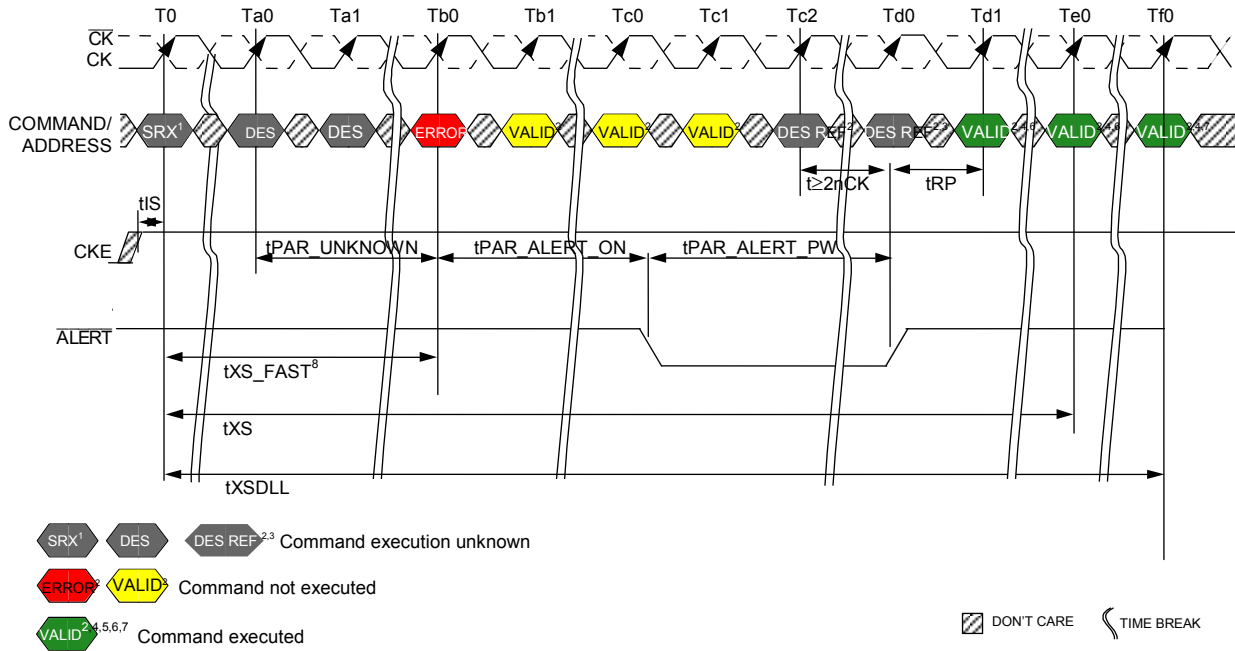 T0 Ta0 Ta1 Tb0 Tb1 Tc0 Tc1 Tc2 Td0 Td1 Te0 Tf0
CK
CK
COMMAND/
ADDRESS
SRX1 DES DES ERROR VALID2 VALID2 VALID2 DES REF2 DES REF2,3 VALID2,4,6 VALID2,4,6 VALID2,4,7
t≥2nCK tRP
tIS
CKE
tPAR_UNKNOWN tPAR_ALERT_ON tPAR_ALERT_PW
ALERT
tXS_FAST8
tXS
tXSDLL
SRX1 DES DES REF2,3 Command execution unknown
ERROR2 VALID2 Command not executed
VALID2,4,5,6,7 Command executed
DON'T CARE TIME BREAK